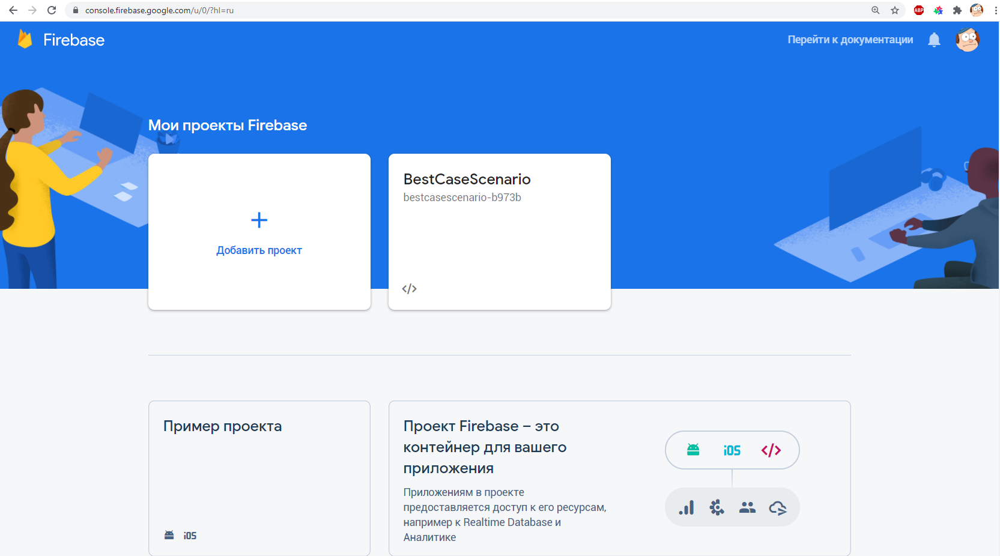 console.firebase.google.com/u/0/?hl=ru
ABP
Firebase
Перейти к документации
Мои проекты Firebase
Добавить проект
BestCaseScenario
bestcasescenario-b973b
</>
Пример проекта
iOS
Проект Firebase – это
контейнер для вашего
приложения
Приложениям в проекте
предоставляется доступ к его ресурсам,
например к Realtime Database и
Аналитике
iOS </>